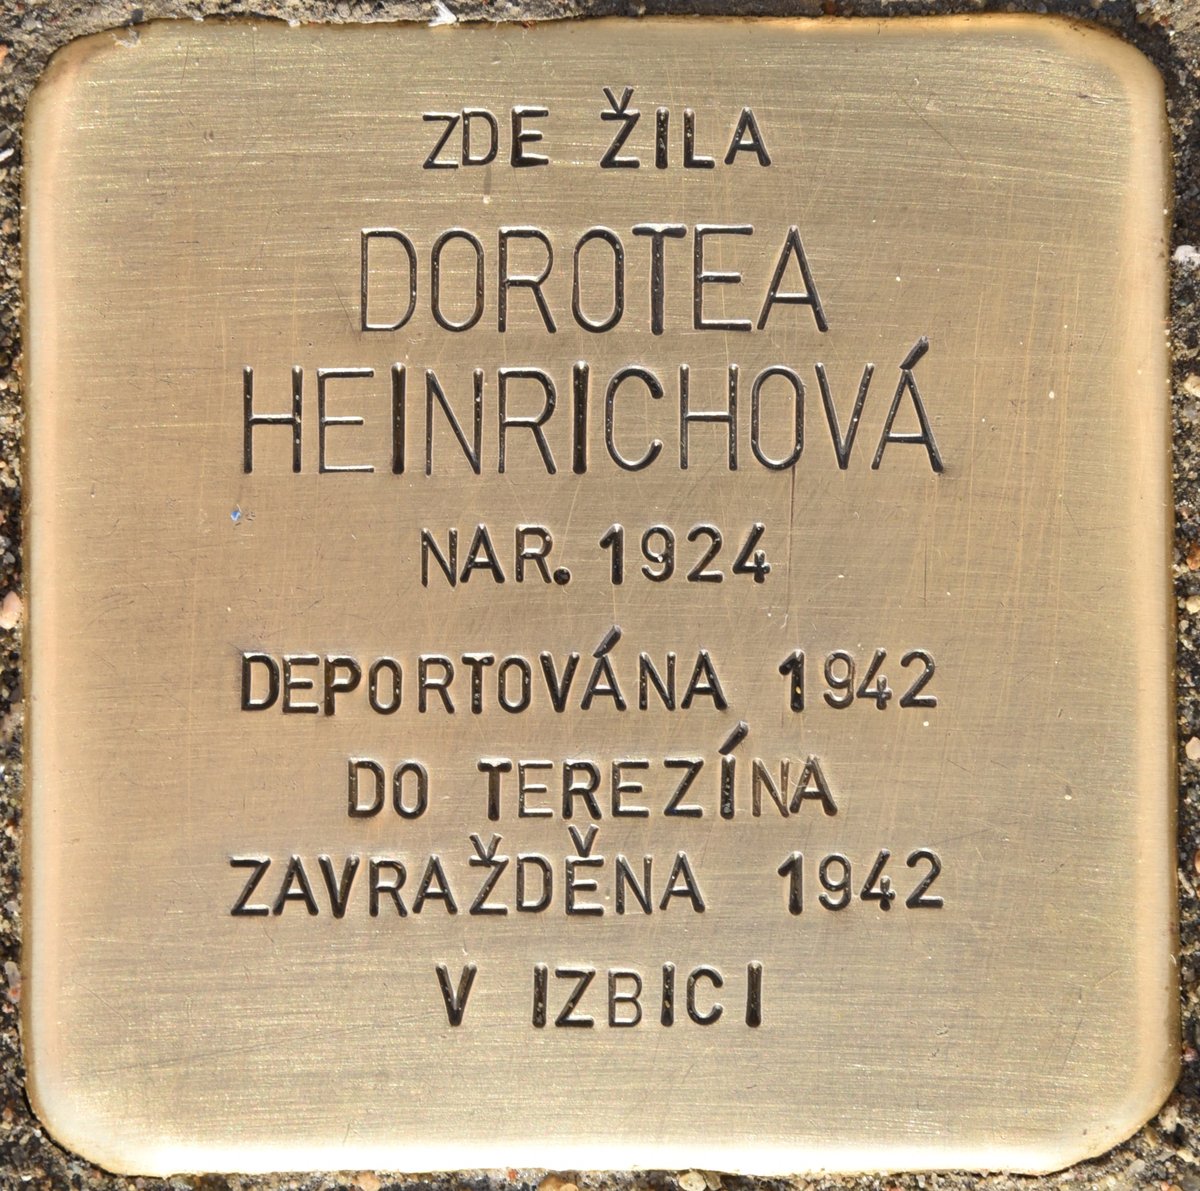 ZDE ŽILA
DOROTEA
HEINRICHOVÁ
NAR. 1924
DEPORTOVÁNA 1942
DO TEREZÍNA
ZAVRAŽDĚNA 1942
V IZBICI